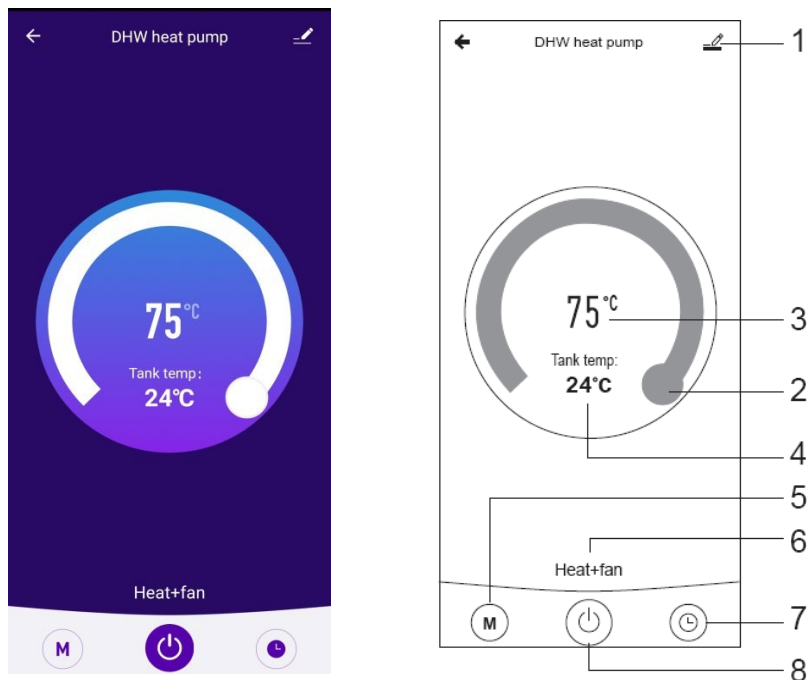 DHW heat pump
75°C
Tank temp:
24°C
Heat+fan
M
DHW heat pump
1
75°C
3
Tank temp:
24°C
2
4
5
6
Heat+fan
M
7
8